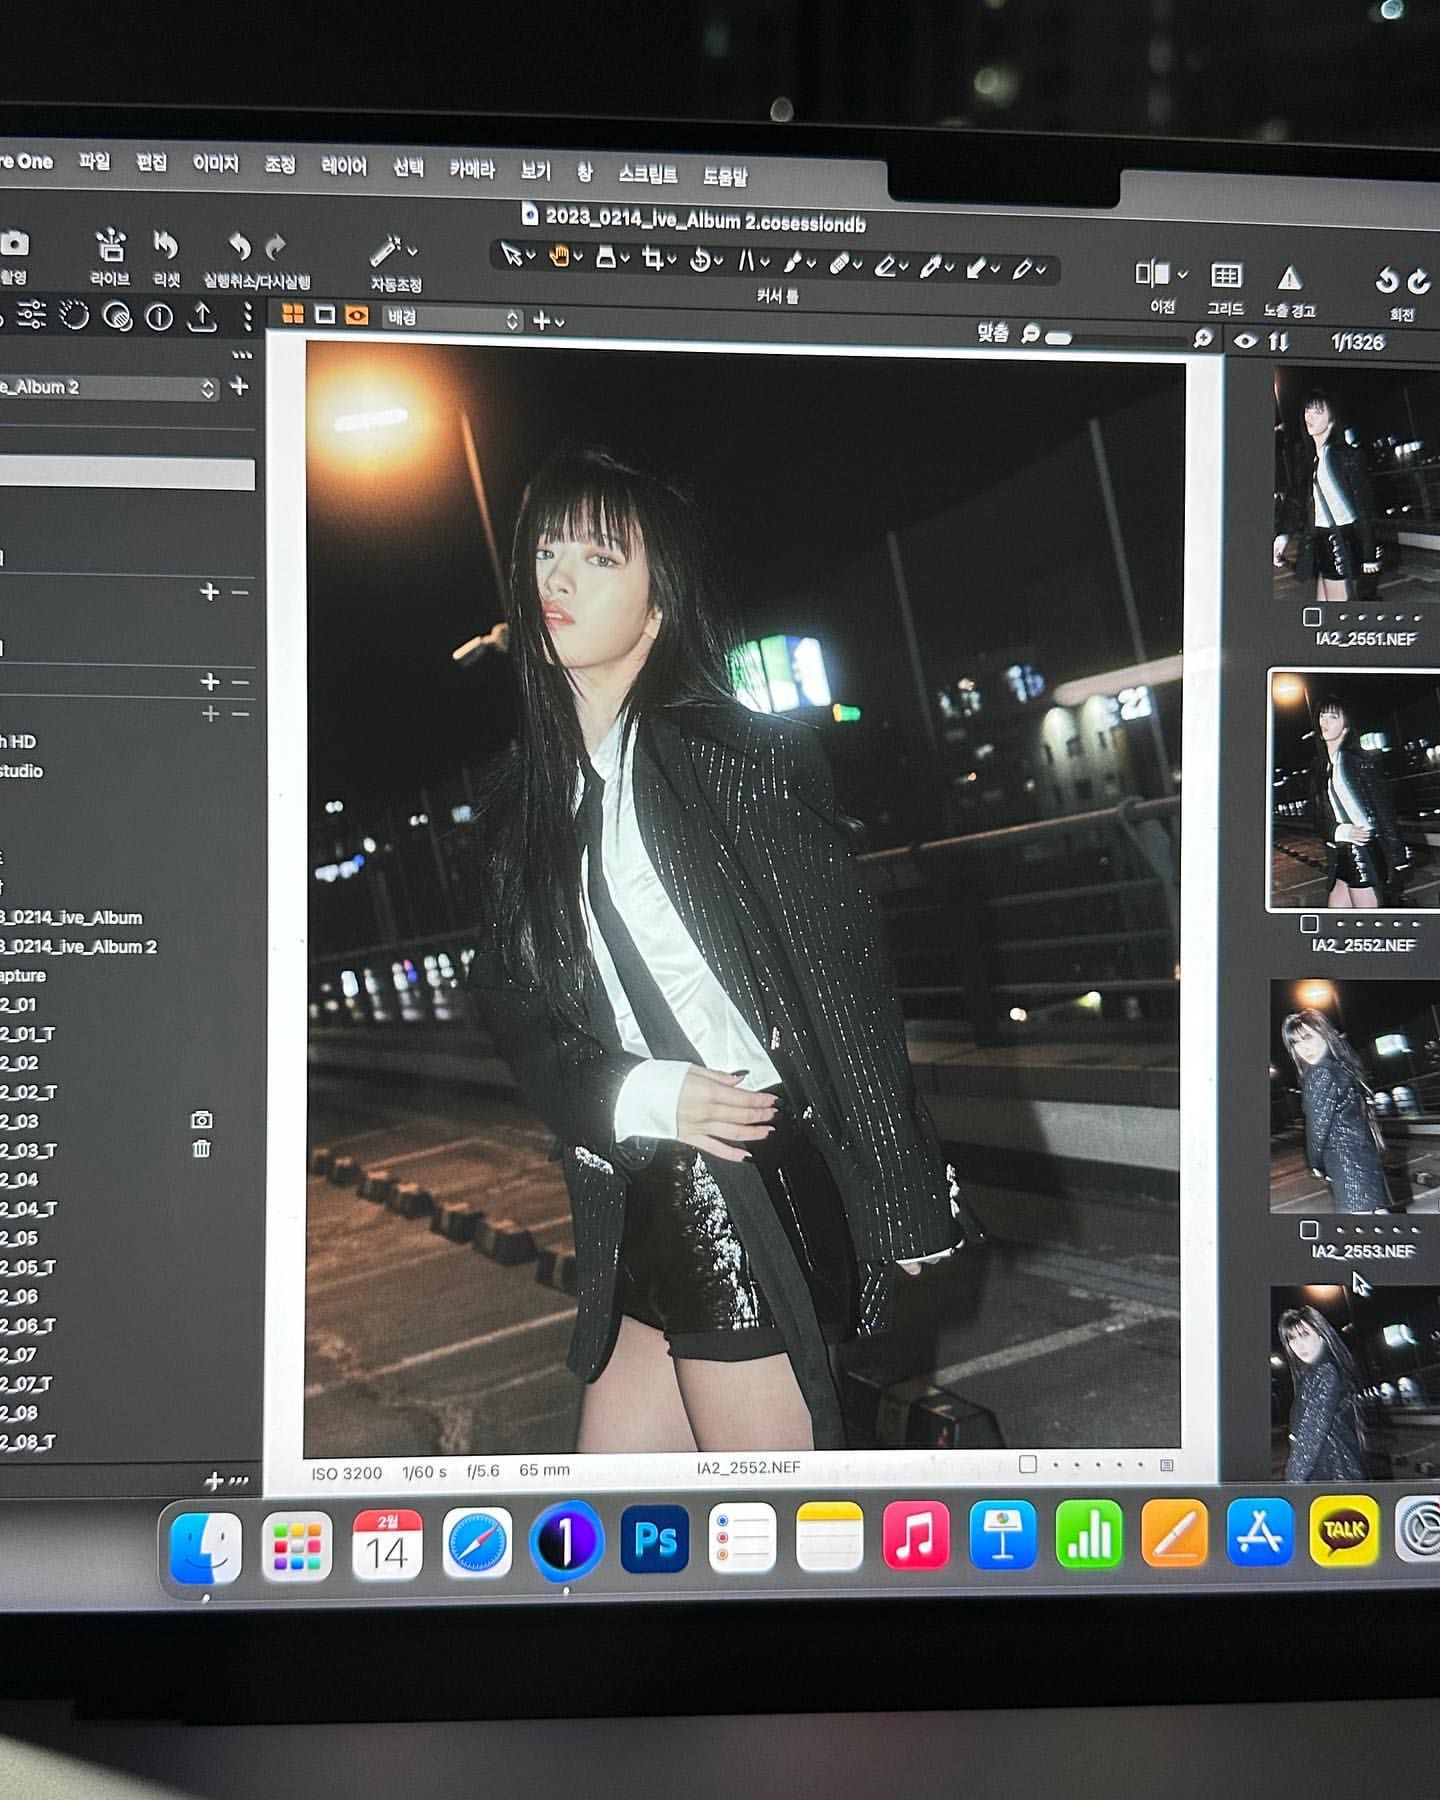 re One 파일 편집 이미지 조정 레이어 선택 카메라 보기 창 스크립트 도움말
2023_0214_ive_Album 2.cosessiondb
촬영 라이브 리셋 실행취소/다시실행 자동조정 커서 툴 이전 그리드 노출 경고 회전
배경 맞춤 1/1326
e_Album 2
h HD
studio
3_0214_ive_Album
3_0214_ive_Album 2
apture
2_01
2_01_T
2_02
2_02_T
2_03
2_03_T
2_04
2_04_T
2_05
2_05_T
2_06
2_06_T
2_07
2_07_T
2_08
2_08_T
21
IA2_2551.NEF
IA2_2552.NEF
IA2_2553.NEF
ISO 3200 1/60 s f/5.6 65 mm IA2_2552.NEF
2월
14
1
Ps
TALK